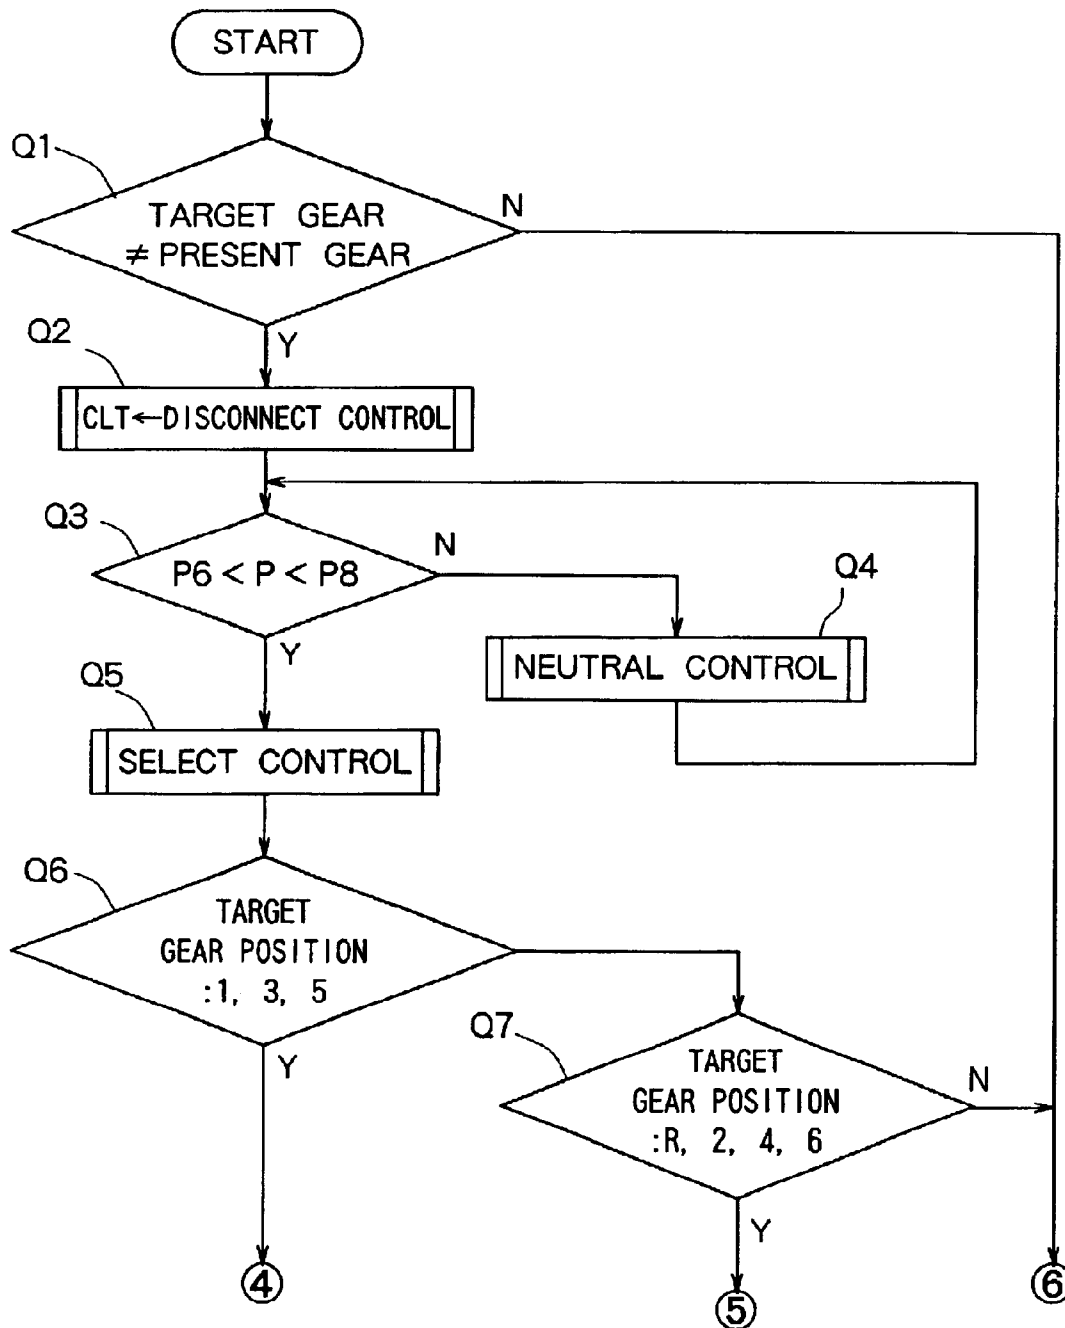 START
Q1
N
TARGET GEAR
≠ PRESENT GEAR
Y
Q2
CLT←DISCONNECT CONTROL
Q3
N
P6 < P < P8
Q4
Y
NEUTRAL CONTROL
Q5
SELECT CONTROL
Q6
TARGET
GEAR POSITION
:1, 3, 5
Y
Q7
TARGET
GEAR POSITION
:R, 2, 4, 6
N
Y
④
⑤
⑥